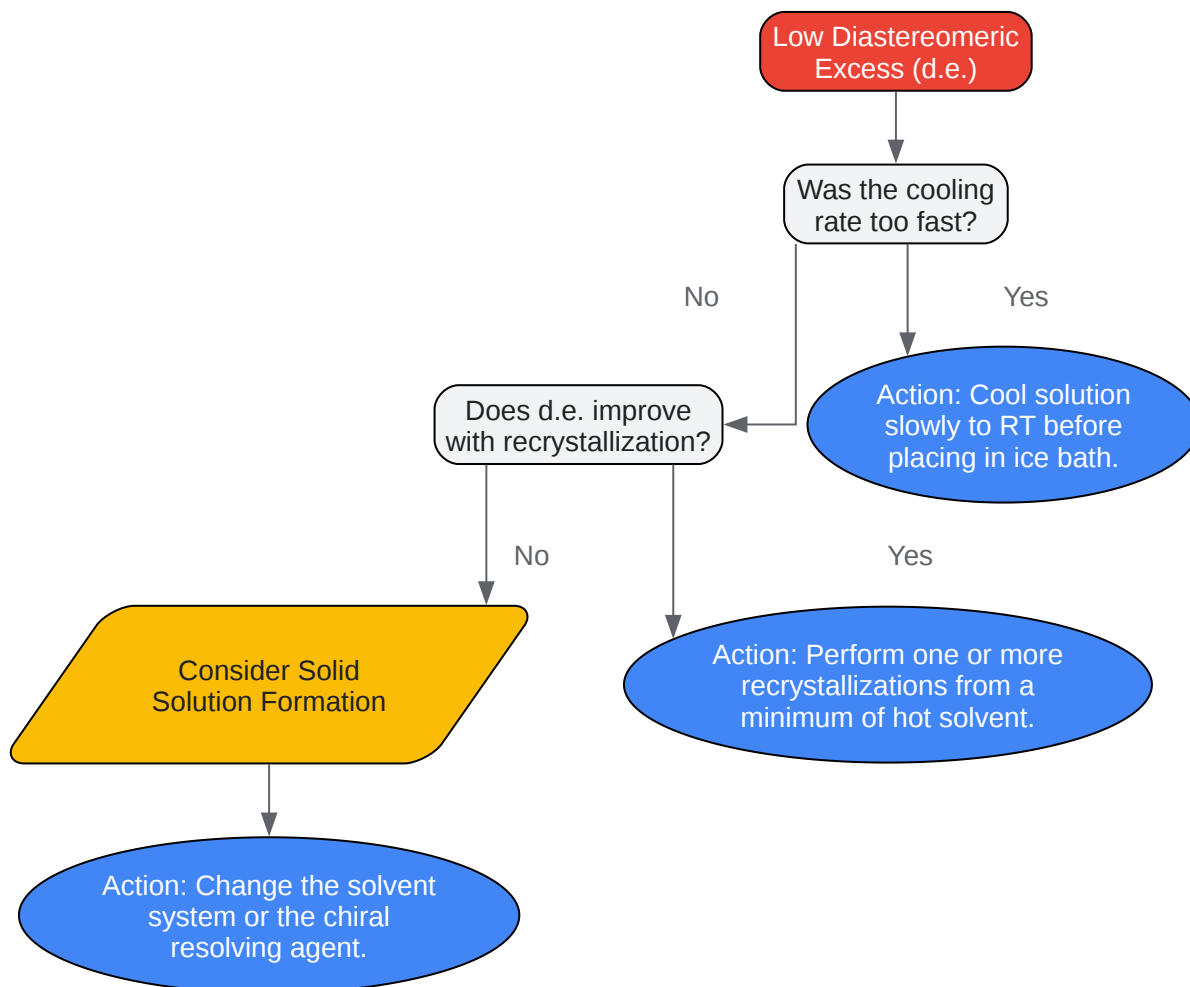 Low Diastereomeric
Excess (d.e.)
Was the cooling
rate too fast?
No
Yes
Action: Cool solution
slowly to RT before
placing in ice bath.
Does d.e. improve
with recrystallization?
No
Yes
Consider Solid
Solution Formation
Action: Perform one or more
recrystallizations from a
minimum of hot solvent.
Action: Change the solvent
system or the chiral
resolving agent.